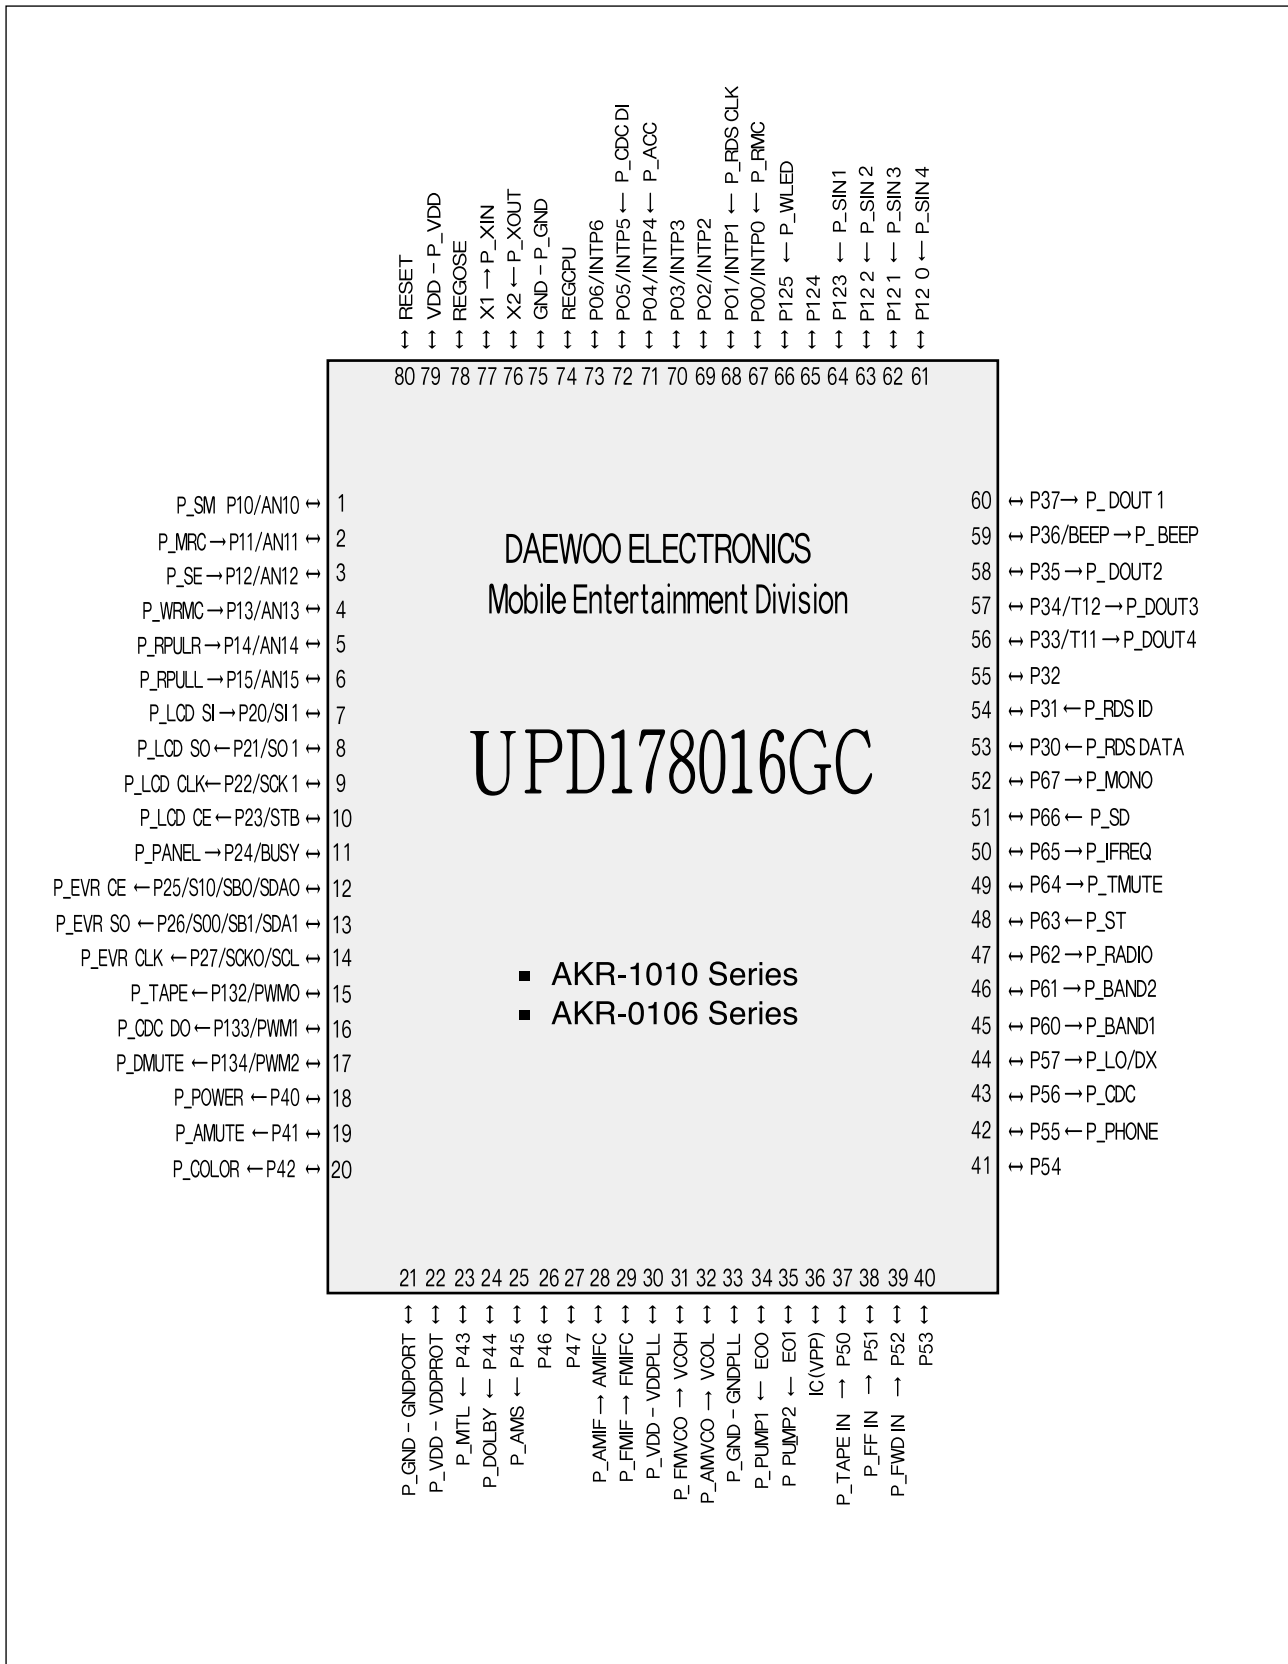 ↔ RESET
↔ VDD – P_VDD
↔ REGOSE
↔ X1 → P_XIN
↔ X2 ← P_XOUT
↔ GND – P_GND
↔ REGCPU
↔ P06/INTP6
↔ PO5/INTP5 ← P_CDC DI
↔ P04/INTP4 ← P_ACC
↔ P03/INTP3
↔ PO2/INTP2
↔ PO1/INTP1 ← P_RDS CLK
↔ P00/INTP0 ← P_RMC
↔ P125 ← P_WLED
↔ P124
↔ P123 ← P_SIN1
↔ P12 2 ← P_SIN 2
↔ P12 1 ← P_SIN 3
↔ P12 0 ← P_SIN 4
80 79 78 77 76 75 74 73 72 71 70 69 68 67 66 65 64 63 62 61
P_SM P10/AN10 ↔ 1
P_MRC → P11/AN11 ↔ 2
P_SE → P12/AN12 ↔ 3
P_WRMC → P13/AN13 ↔ 4
P_RPULR → P14/AN14 ↔ 5
P_RPULL → P15/AN15 ↔ 6
P_LCD SI → P20/SI 1 ↔ 7
P_LCD SO ← P21/SO 1 ↔ 8
P_LCD CLK ← P22/SCK 1 ↔ 9
P_LCD CE ← P23/STB ↔ 10
P_PANEL → P24/BUSY ↔ 11
P_EVR CE ← P25/S10/SBO/SDAO ↔ 12
P_EVR SO ← P26/S00/SB1/SDA1 ↔ 13
P_EVR CLK ← P27/SCKO/SCL ↔ 14
P_TAPE ← P132/PWMO ↔ 15
P_CDC DO ← P133/PWM1 ↔ 16
P_DMUTE ← P134/PWM2 ↔ 17
P_POWER ← P40 ↔ 18
P_AMUTE ← P41 ↔ 19
P_COLOR ← P42 ↔ 20
DAEWOO ELECTRONICS
Mobile Entertainment Division
UPD178016GC
▪ AKR-1010 Series
▪ AKR-0106 Series
60 ↔ P37 → P_ DOUT 1
59 ↔ P36/BEEP → P_ BEEP
58 ↔ P35 → P_ DOUT2
57 ↔ P34/T12 → P_DOUT3
56 ↔ P33/T11 → P_DOUT4
55 ↔ P32
54 ↔ P31 ← P_RDS ID
53 ↔ P30 ← P_RDS DATA
52 ↔ P67 → P_MONO
51 ↔ P66 ← P_SD
50 ↔ P65 → P_IFREQ
49 ↔ P64 → P_TMUTE
48 ↔ P63 ← P_ST
47 ↔ P62 → P_RADIO
46 ↔ P61 → P_BAND2
45 ↔ P60 → P_BAND1
44 ↔ P57 → P_LO/DX
43 ↔ P56 → P_CDC
42 ↔ P55 ← P_PHONE
41 ↔ P54
21 22 23 24 25 26 27 28 29 30 31 32 33 34 35 36 37 38 39 40
P_GND – GNDPORT ↔
P_VDD – VDDPROT ↔
P_MTL ← P43 ↔
P_DOLBY ← P44 ↔
P_AMS ← P45 ↔
P46 ↔
P47 ↔
P_AMIF → AMIFC ↔
P_FMIF → FMIFC ↔
P_VDD – VDDPLL ↔
P_FMVCO → VCOH ↔
P_AMVCO → VCOL ↔
P_GND – GNDPLL ↔
P_PUMP1 ← EOO ↔
P_PUMP2 ← EO1 ↔
IC(VPP) ↔
P_TAPE IN → P50 ↔
P_FF IN → P51 ↔
P_FWD IN → P52 ↔
P53 ↔